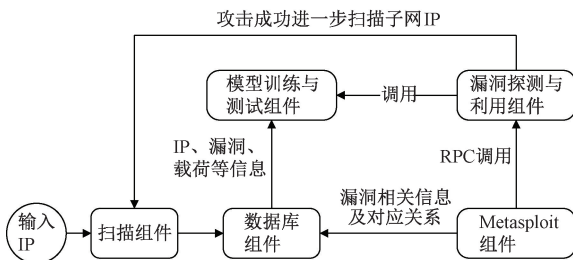 攻击成功进一步扫描子网IP
模型训练与
测试组件
调用
漏洞探测与
利用组件
IP、漏洞、
载荷等信息
RPC调用
漏洞相关信息
及对应关系
输入
IP
扫描组件
数据库
组件
Metasploit
组件